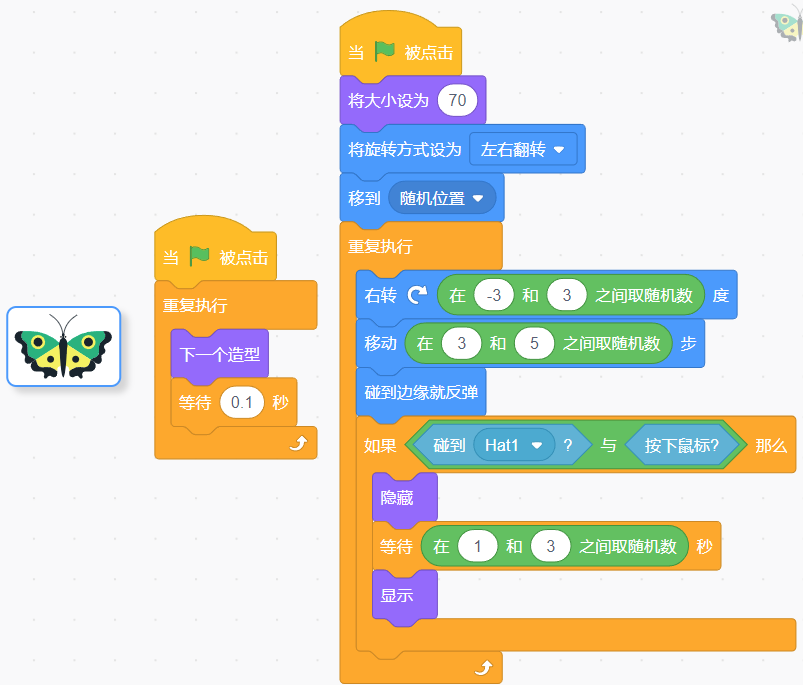 当 被点击
重复执行
下一个造型
等待 0.1 秒
当 被点击
将大小设为 70
将旋转方式设为 左右翻转
移到 随机位置
重复执行
右转 在 -3 和 3 之间取随机数 度
移动 在 3 和 5 之间取随机数 步
碰到边缘就反弹
如果 碰到 Hat1 ? 与 按下鼠标? 那么
隐藏
等待 在 1 和 3 之间取随机数 秒
显示